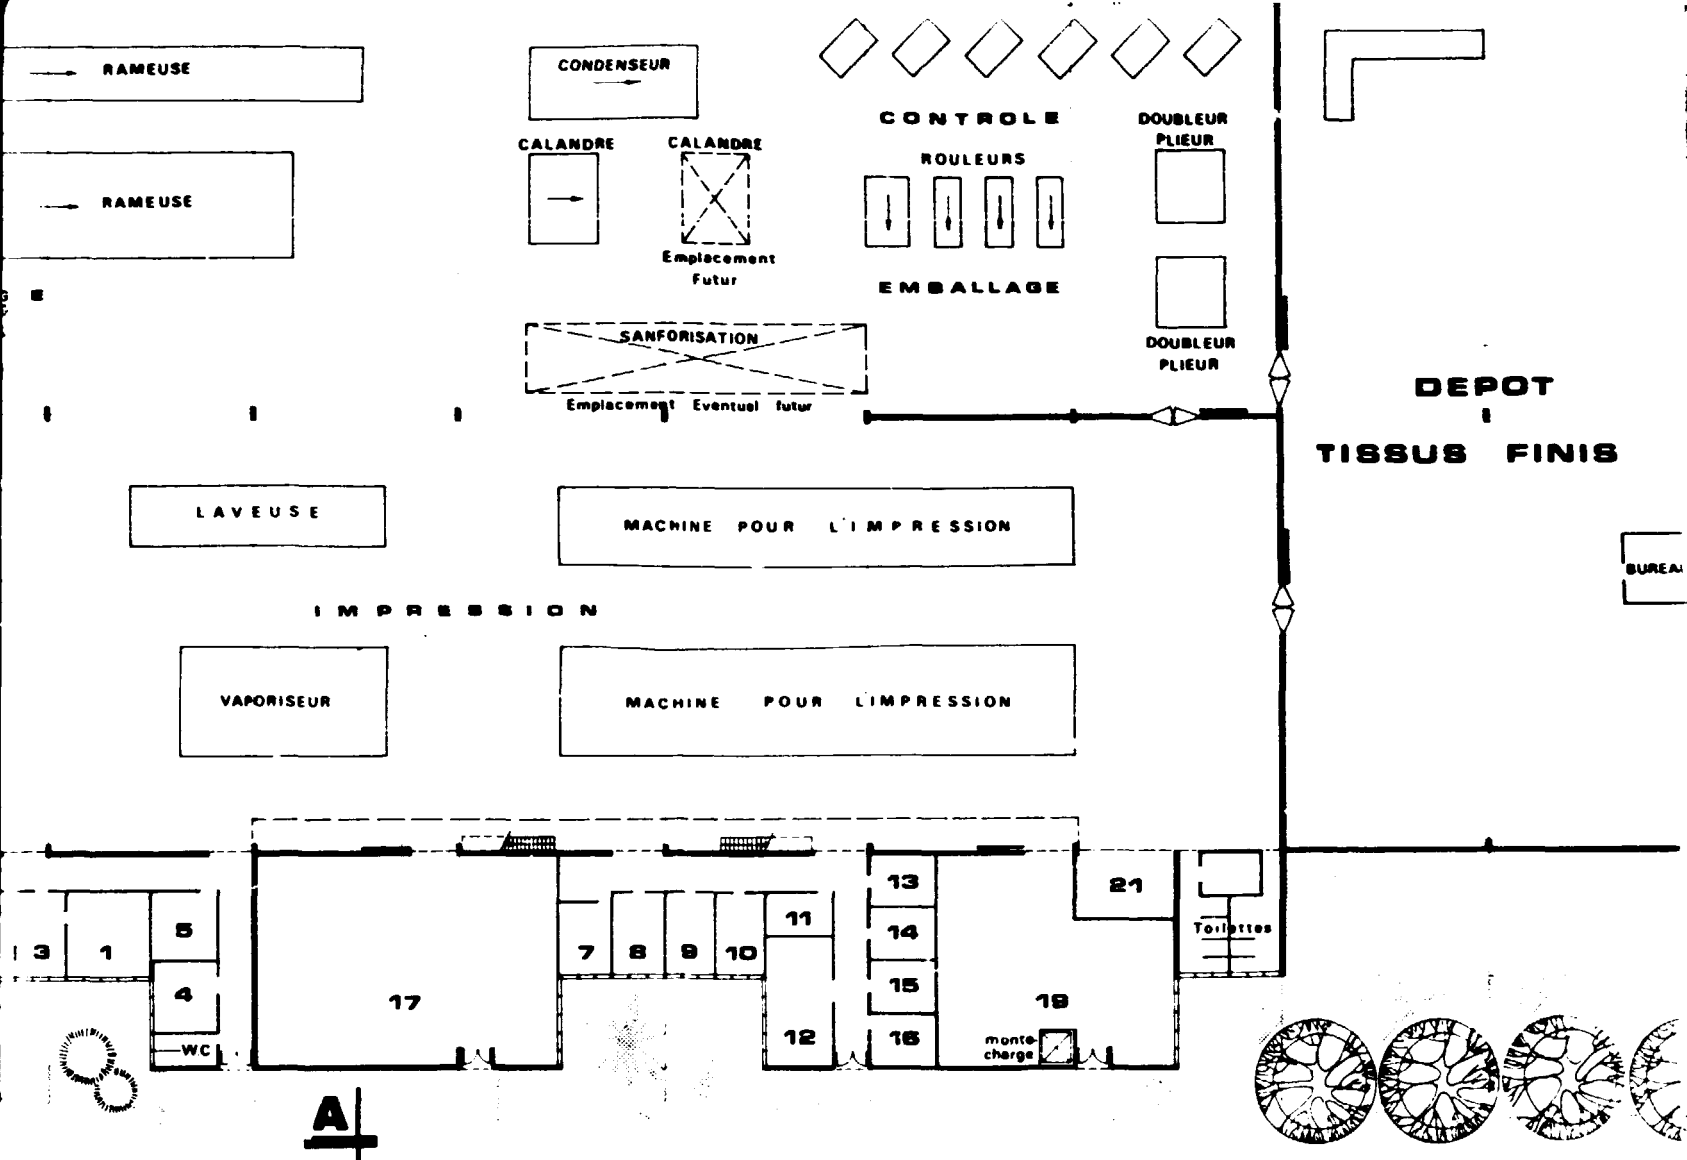 RAMEUSE
CONDENSEUR
CONTROLE
DOUBLEUR
PLIEUR
CALANDRE
CALANDRE
ROULEURS
RAMEUSE
Emplacement
Futur
EMBALLAGE
E
SANFORISATION
DOUBLEUR
PLIEUR
Emplacement Eventuel futur
DEPOT
TISSUS FINIS
LAVEUSE
MACHINE POUR L'IMPRESSION
BUREAU
IMPRESSION
VAPORISEUR
MACHINE POUR L'IMPRESSION
13
21
5
11
14
Toilettes
3
1
7
8
9
10
4
15
17
19
12
16
monte
charge
W.C
A